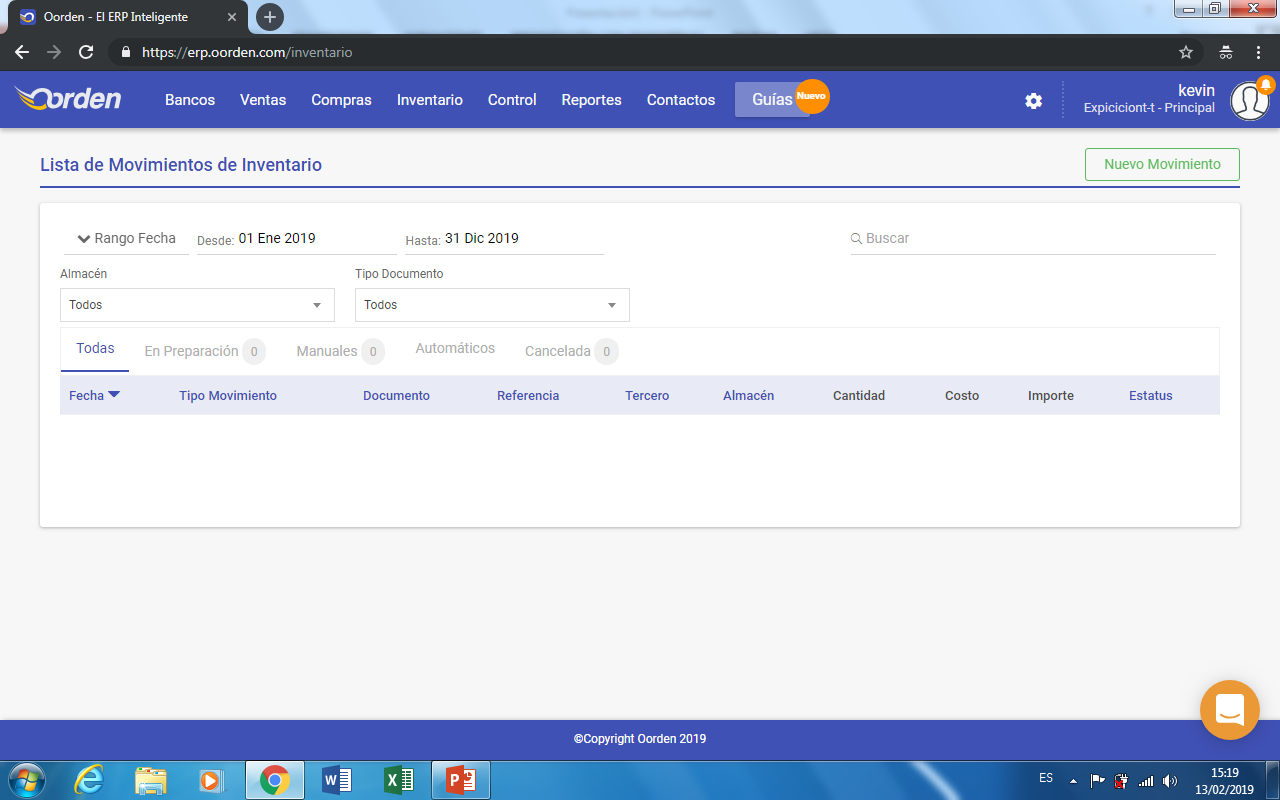 Oorden - El ERP Inteligente
https://erp.oorden.com/inventario
Oorden Bancos Ventas Compras Inventario Control Reportes Contactos Guías Nuevo kevin
Expiciciont-t - Principal
Lista de Movimientos de Inventario Nuevo Movimiento
Rango Fecha Desde: 01 Ene 2019 Hasta: 31 Dic 2019 Buscar
Almacén Tipo Documento
Todos Todos
Todas En Preparación 0 Manuales 0 Automáticos Cancelada 0
Fecha Tipo Movimiento Documento Referencia Tercero Almacén Cantidad Costo Importe Estatus
©Copyright Oorden 2019
ES 15:19
13/02/2019